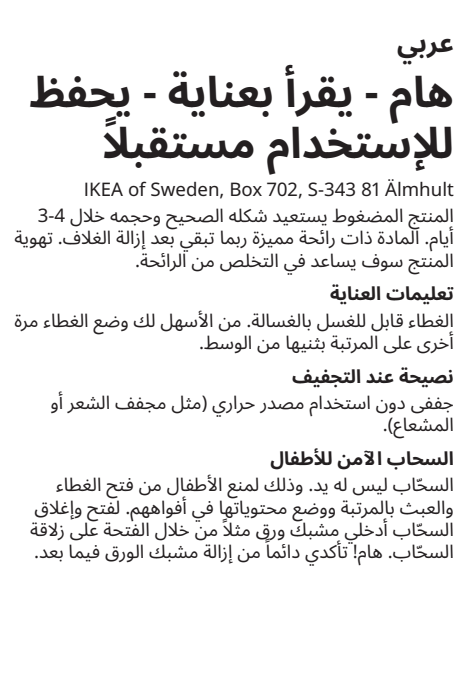 عربي
هام - يقرأ بعناية - يحفظ
للإستخدام مستقبلاً
IKEA of Sweden, Box 702, S-343 81 Älmhult
المنتج المضغوط يستعيد شكله الصحيح وحجمه خلال 4-3
أيام. المادة ذات رائحة مميزة ربما تبقي بعد إزالة الغلاف. تهوية
المنتج سوف يساعد في التخلص من الرائحة.
تعليمات العناية
الغطاء قابل للغسل بالغسالة. من الأسهل لك وضع الغطاء مرة
أخرى على المرتبة بثنيها من الوسط.
نصيحة عند التجفيف
جففى دون استخدام مصدر حراري (مثل مجفف الشعر أو
المشعاع).
السحاب الآمن للأطفال
السحّاب ليس له يد. وذلك لمنع الأطفال من فتح الغطاء
والعبث بالمرتبة ووضع محتوياتها في أفواههم. لفتح وإغلاق
السحّاب أدخلي مشبك ورق مثلاً من خلال الفتحة على زلاقة
السحّاب. هام! تأكدي دائماً من إزالة مشبك الورق فيما بعد.